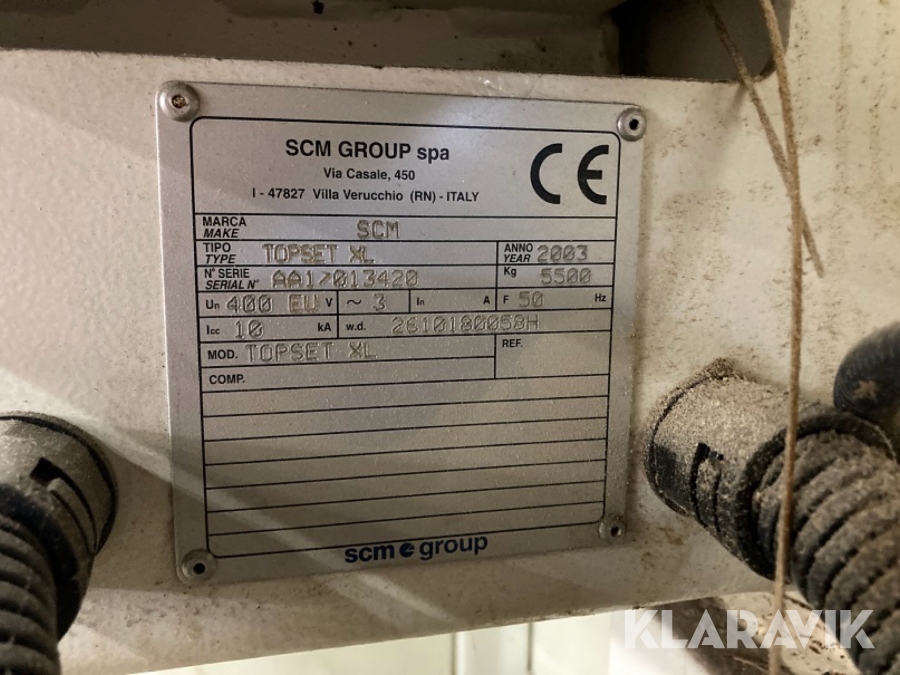 SCM GROUP spa
Via Casale, 450
I - 47827 Villa Verucchio (RN) - ITALY
CE
MARCA
MAKE SCM
TIPO
TYPE TOPSET XL
ANNO
YEAR 2003
N° SERIE
SERIAL N° AA1/013420
Kg 5500
Un 400 EU V ~ 3 In A F 50 Hz
Icc 10 kA w.d. 2610180058H
MOD. TOPSET XL REF.
COMP.
scm group
KLARAVIK